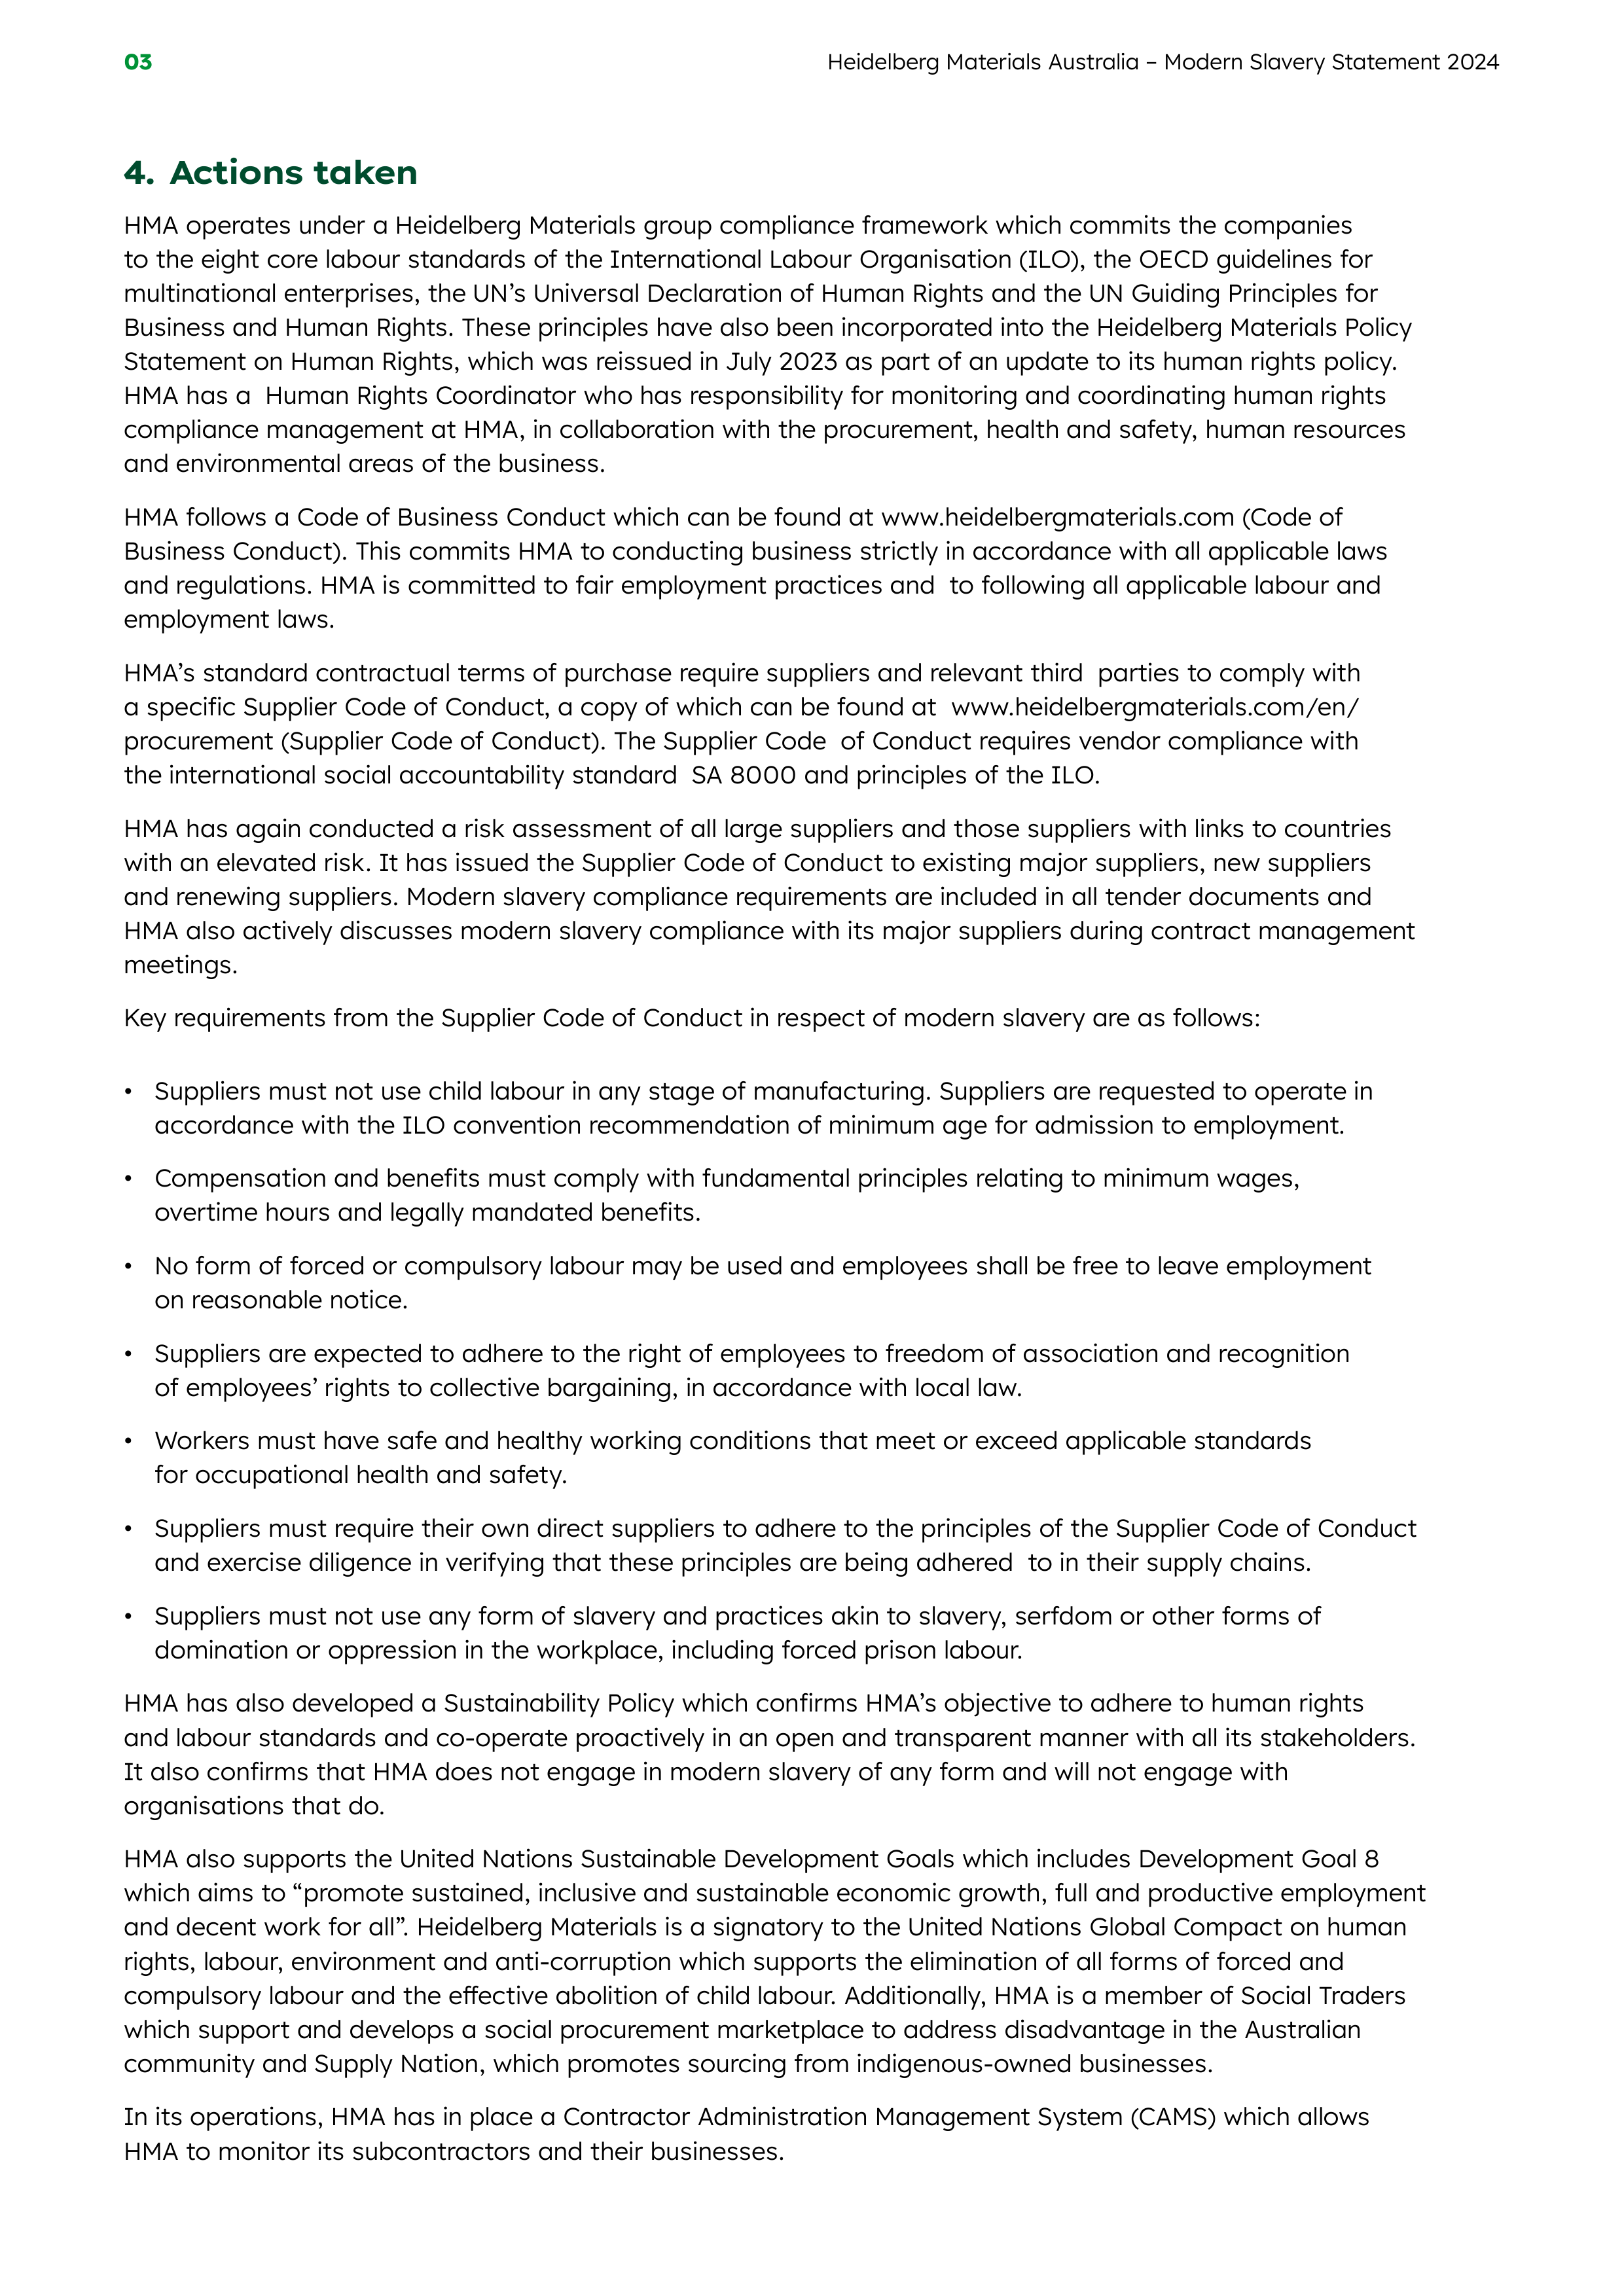 03
Heidelberg Materials Australia – Modern Slavery Statement 2024
4. Actions taken
HMA operates under a Heidelberg Materials group compliance framework which commits the companies
to the eight core labour standards of the International Labour Organisation (ILO), the OECD guidelines for
multinational enterprises, the UN’s Universal Declaration of Human Rights and the UN Guiding Principles for
Business and Human Rights. These principles have also been incorporated into the Heidelberg Materials Policy
Statement on Human Rights, which was reissued in July 2023 as part of an update to its human rights policy.
HMA has a  Human Rights Coordinator who has responsibility for monitoring and coordinating human rights
compliance management at HMA, in collaboration with the procurement, health and safety, human resources
and environmental areas of the business.
HMA follows a Code of Business Conduct which can be found at www.heidelbergmaterials.com (Code of
Business Conduct). This commits HMA to conducting business strictly in accordance with all applicable laws
and regulations. HMA is committed to fair employment practices and  to following all applicable labour and
employment laws.
HMA’s standard contractual terms of purchase require suppliers and relevant third  parties to comply with
a specific Supplier Code of Conduct, a copy of which can be found at  www.heidelbergmaterials.com/en/
procurement (Supplier Code of Conduct). The Supplier Code  of Conduct requires vendor compliance with
the international social accountability standard  SA 8000 and principles of the ILO.
HMA has again conducted a risk assessment of all large suppliers and those suppliers with links to countries
with an elevated risk. It has issued the Supplier Code of Conduct to existing major suppliers, new suppliers
and renewing suppliers. Modern slavery compliance requirements are included in all tender documents and
HMA also actively discusses modern slavery compliance with its major suppliers during contract management
meetings.
Key requirements from the Supplier Code of Conduct in respect of modern slavery are as follows:
• Suppliers must not use child labour in any stage of manufacturing. Suppliers are requested to operate in
accordance with the ILO convention recommendation of minimum age for admission to employment.
• Compensation and benefits must comply with fundamental principles relating to minimum wages,
overtime hours and legally mandated benefits.
• No form of forced or compulsory labour may be used and employees shall be free to leave employment
on reasonable notice.
• Suppliers are expected to adhere to the right of employees to freedom of association and recognition
of employees’ rights to collective bargaining, in accordance with local law.
• Workers must have safe and healthy working conditions that meet or exceed applicable standards
for occupational health and safety.
• Suppliers must require their own direct suppliers to adhere to the principles of the Supplier Code of Conduct
and exercise diligence in verifying that these principles are being adhered  to in their supply chains.
• Suppliers must not use any form of slavery and practices akin to slavery, serfdom or other forms of
domination or oppression in the workplace, including forced prison labour.
HMA has also developed a Sustainability Policy which confirms HMA’s objective to adhere to human rights
and labour standards and co-operate proactively in an open and transparent manner with all its stakeholders.
It also confirms that HMA does not engage in modern slavery of any form and will not engage with
organisations that do.
HMA also supports the United Nations Sustainable Development Goals which includes Development Goal 8
which aims to “promote sustained, inclusive and sustainable economic growth, full and productive employment
and decent work for all”. Heidelberg Materials is a signatory to the United Nations Global Compact on human
rights, labour, environment and anti-corruption which supports the elimination of all forms of forced and
compulsory labour and the effective abolition of child labour. Additionally, HMA is a member of Social Traders
which support and develops a social procurement marketplace to address disadvantage in the Australian
community and Supply Nation, which promotes sourcing from indigenous-owned businesses.
In its operations, HMA has in place a Contractor Administration Management System (CAMS) which allows
HMA to monitor its subcontractors and their businesses.